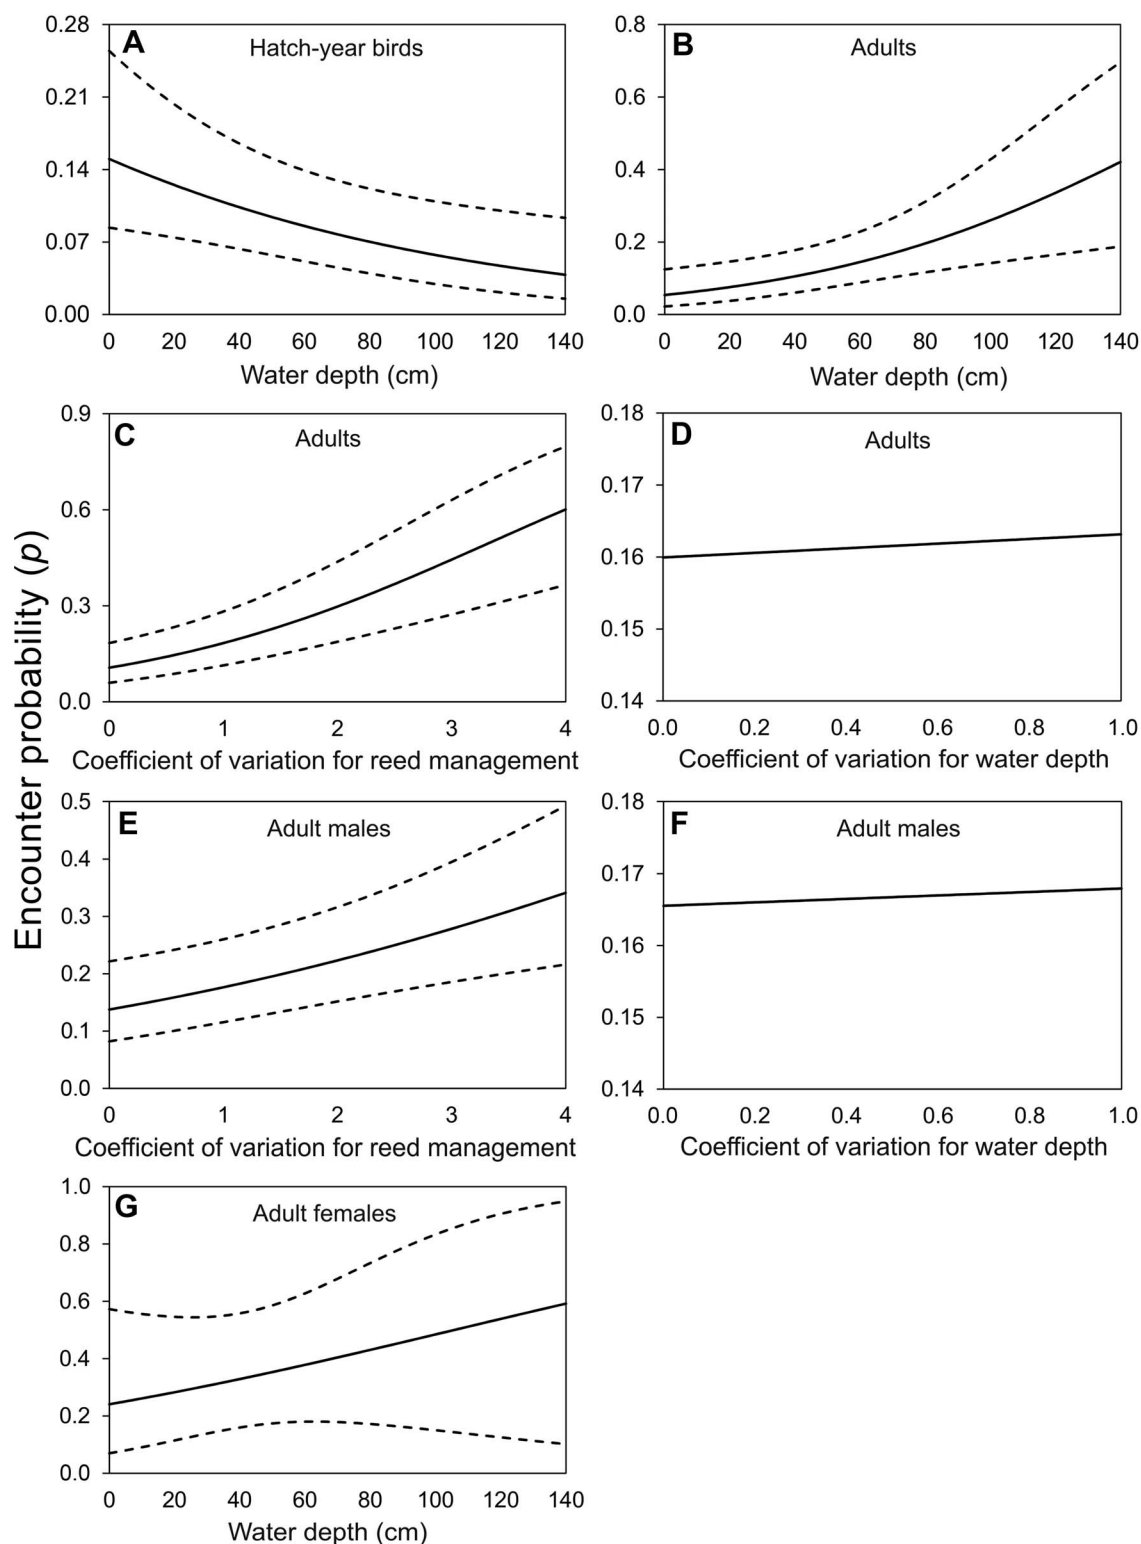 Encounter probability (p)
A
Hatch-year birds
0.28
0.21
0.14
0.07
0.00
0 20 40 60 80 100 120 140
Water depth (cm)
B
Adults
0.8
0.6
0.4
0.2
0.0
0 20 40 60 80 100 120 140
Water depth (cm)
C
Adults
0.9
0.6
0.3
0.0
0 1 2 3 4
Coefficient of variation for reed management
D
Adults
0.18
0.17
0.16
0.15
0.14
0.0 0.2 0.4 0.6 0.8 1.0
Coefficient of variation for water depth
E
Adult males
0.5
0.4
0.3
0.2
0.1
0.0
0 1 2 3 4
Coefficient of variation for reed management
F
Adult males
0.18
0.17
0.16
0.15
0.14
0.0 0.2 0.4 0.6 0.8 1.0
Coefficient of variation for water depth
G
Adult females
1.0
0.8
0.6
0.4
0.2
0.0
0 20 40 60 80 100 120 140
Water depth (cm)